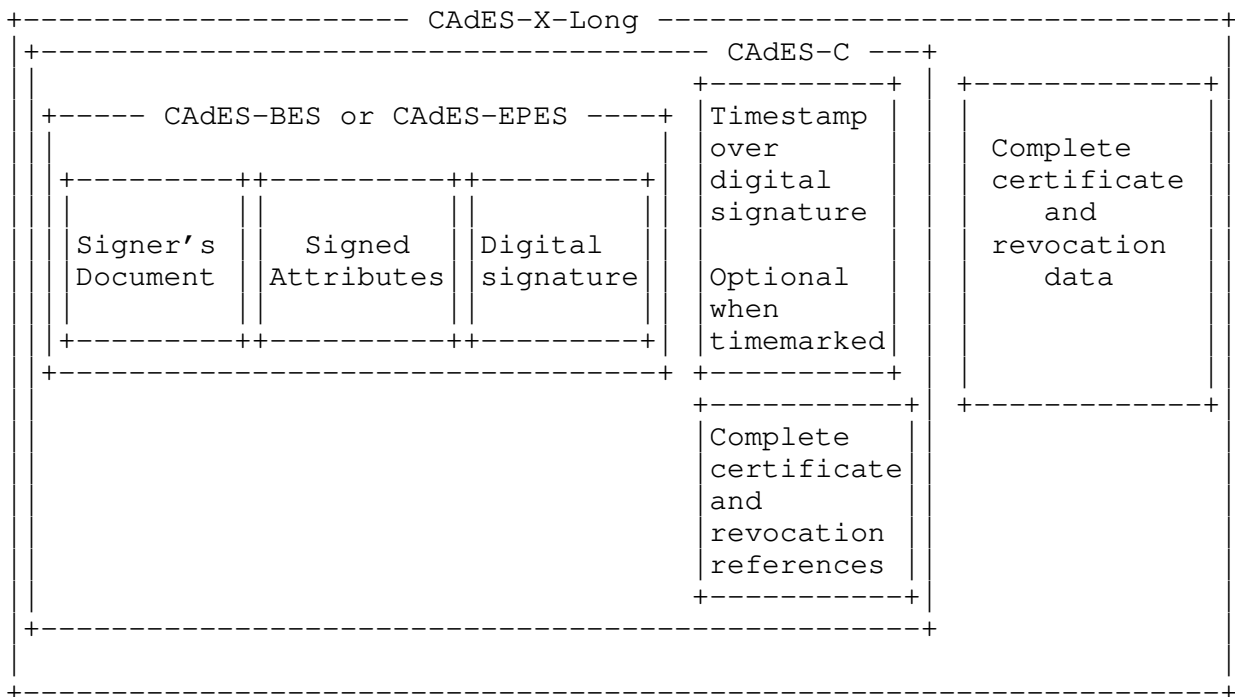 CAdES-X-Long
CAdES-C
CAdES-BES or CAdES-EPES
Signer's
Document
Signed
Attributes
Digital
signature
Timestamp
over
digital
signature
Optional
when
timemarked
Complete
certificate
and
revocation
references
Complete
certificate
and
revocation
data